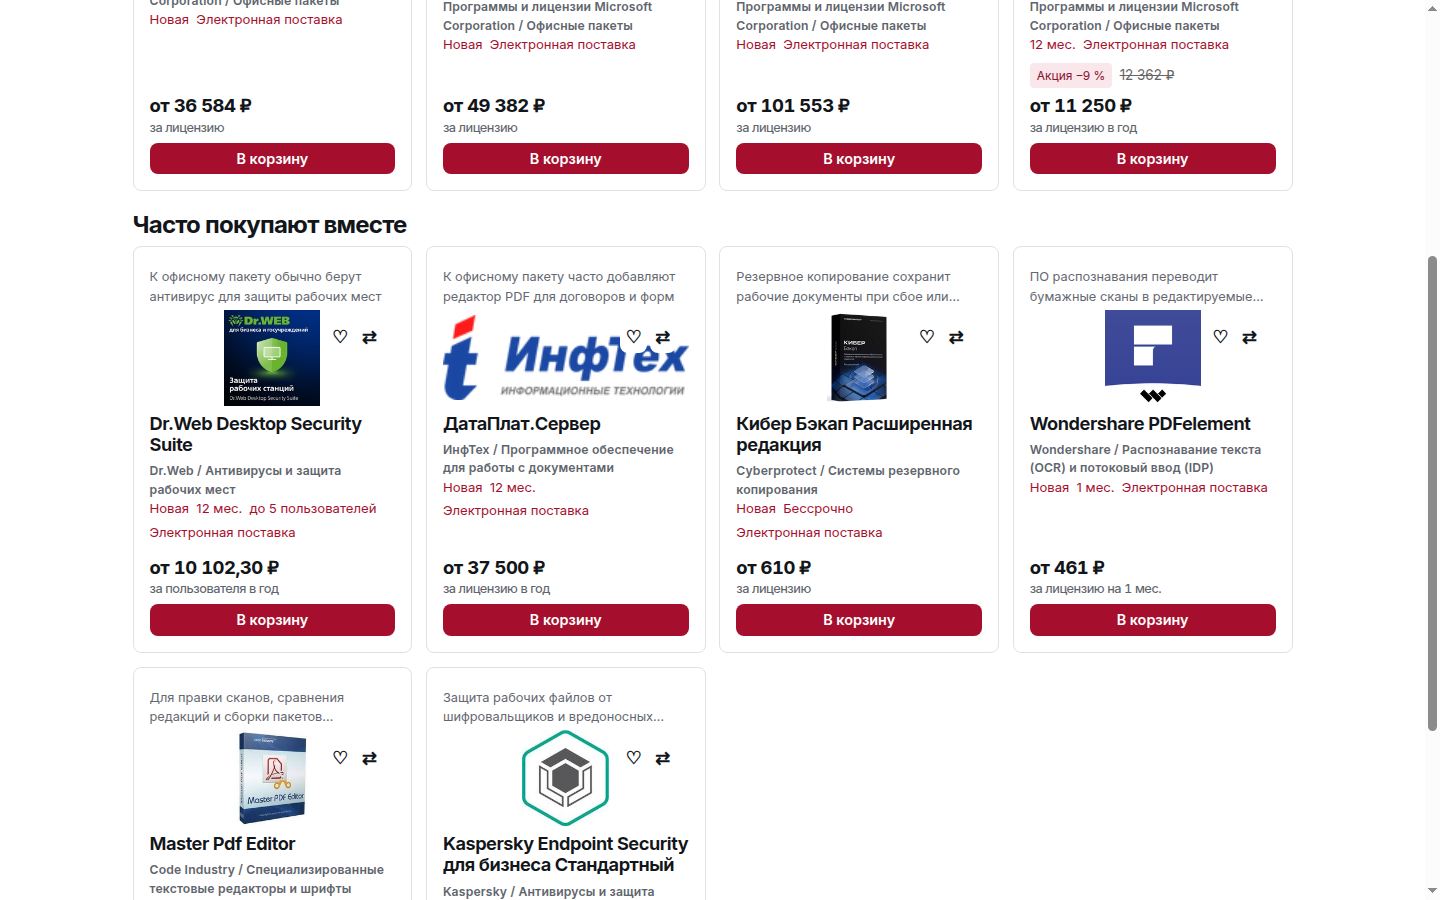 Corporation / Офисные пакеты
Новая Электронная поставка
от 36 584 ₽
за лицензию
В корзину
Программы и лицензии Microsoft
Corporation / Офисные пакеты
Новая Электронная поставка
от 49 382 ₽
за лицензию
В корзину
Программы и лицензии Microsoft
Corporation / Офисные пакеты
Новая Электронная поставка
от 101 553 ₽
за лицензию
В корзину
Программы и лицензии Microsoft
Corporation / Офисные пакеты
12 мес. Электронная поставка
Акция −9 % 12 362 ₽
от 11 250 ₽
за лицензию в год
В корзину
Часто покупают вместе
К офисному пакету обычно берут
антивирус для защиты рабочих мест
Dr.WEB
для бизнеса и госучреждений
Защита
рабочих станций
Dr.Web Desktop Security Suite
Dr.Web Desktop Security
Suite
Dr.Web / Антивирусы и защита
рабочих мест
Новая 12 мес. до 5 пользователей
Электронная поставка
от 10 102,30 ₽
за пользователя в год
В корзину
К офисному пакету часто добавляют
редактор PDF для договоров и форм
ИнфТех
ИНФОРМАЦИОННЫЕ ТЕХНОЛОГИИ
ДатаПлат.Сервер
ИнфТех / Программное обеспечение
для работы с документами
Новая 12 мес.
Электронная поставка
от 37 500 ₽
за лицензию в год
В корзину
Резервное копирование сохранит
рабочие документы при сбое или…
КИБЕР
Бэкап
Кибер Бэкап Расширенная
редакция
Cyberprotect / Системы резервного
копирования
Новая Бессрочно
Электронная поставка
от 610 ₽
за лицензию
В корзину
ПО распознавания переводит
бумажные сканы в редактируемые…
Wondershare PDFelement
Wondershare / Распознавание текста
(OCR) и потоковый ввод (IDP)
Новая 1 мес. Электронная поставка
от 461 ₽
за лицензию на 1 мес.
В корзину
Для правки сканов, сравнения
редакций и сборки пакетов…
Master PDF Editor
Master Pdf Editor
Code Industry / Специализированные
текстовые редакторы и шрифты
Защита рабочих файлов от
шифровальщиков и вредоносных…
Kaspersky Endpoint Security
для бизнеса Стандартный
Kaspersky / Антивирусы и защита